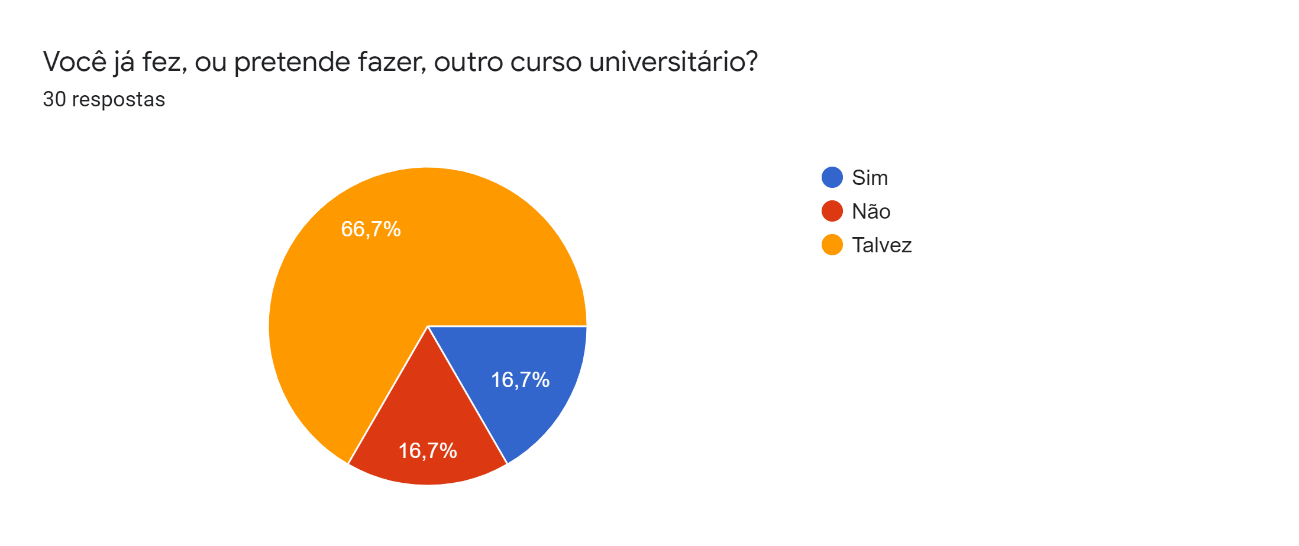 Você já fez, ou pretende fazer, outro curso universitário?
30 respostas
Sim
Não
Talvez
66,7%
16,7%
16,7%